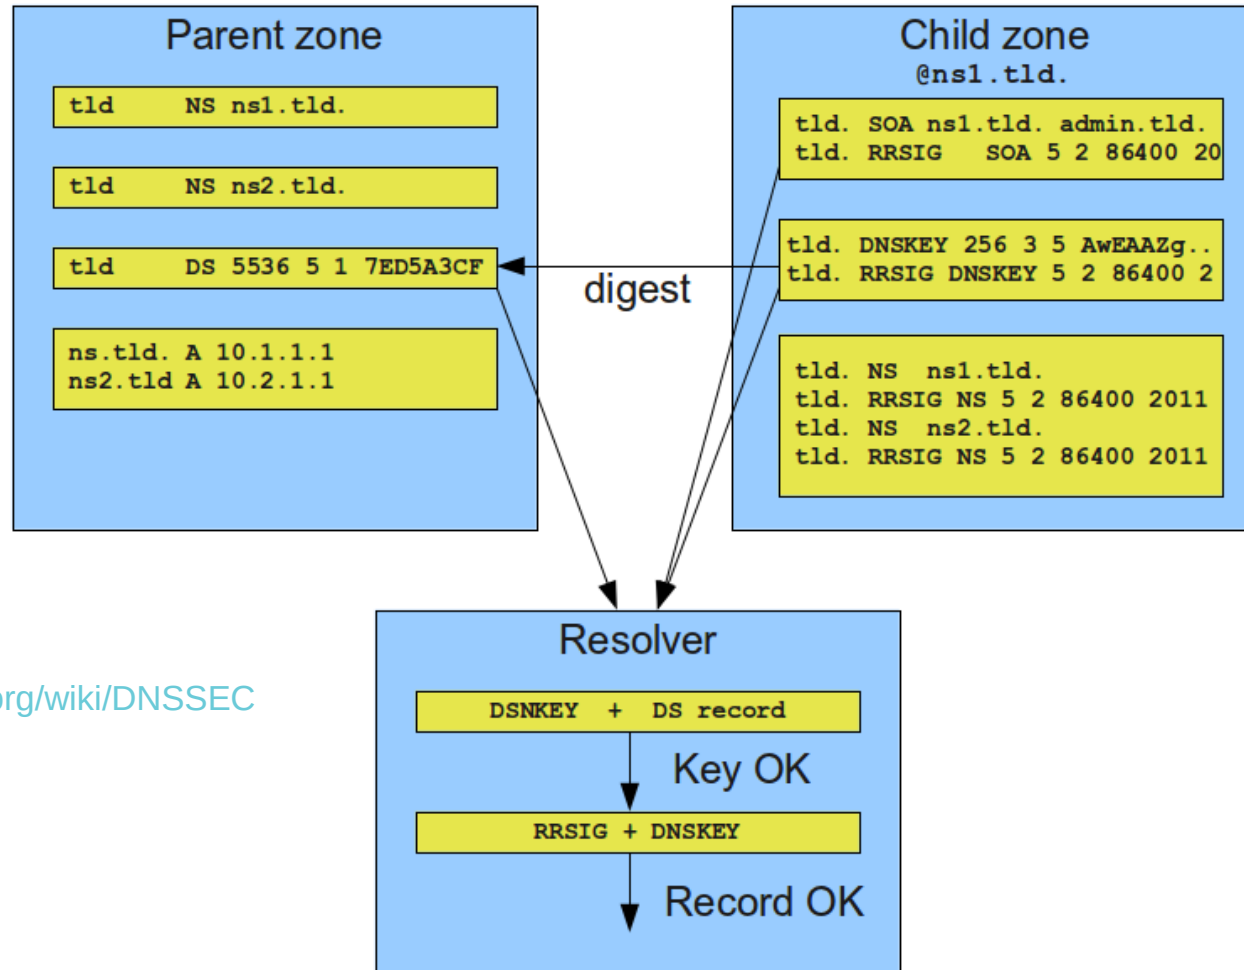 Parent zone
tld NS ns1.tld.
tld NS ns2.tld.
tld DS 5536 5 1 7ED5A3CF
ns.tld. A 10.1.1.1
ns2.tld A 10.2.1.1
digest
Child zone
@ns1.tld.
tld. SOA ns1.tld. admin.tld.
tld. RRSIG SOA 5 2 86400 20
tld. DNSKEY 256 3 5 AwEAAZg..
tld. RRSIG DNSKEY 5 2 86400 2
tld. NS ns1.tld.
tld. RRSIG NS 5 2 86400 2011
tld. NS ns2.tld.
tld. RRSIG NS 5 2 86400 2011
Resolver
DSNKEY + DS record
Key OK
RRSIG + DNSKEY
Record OK
org/wiki/DNSSEC